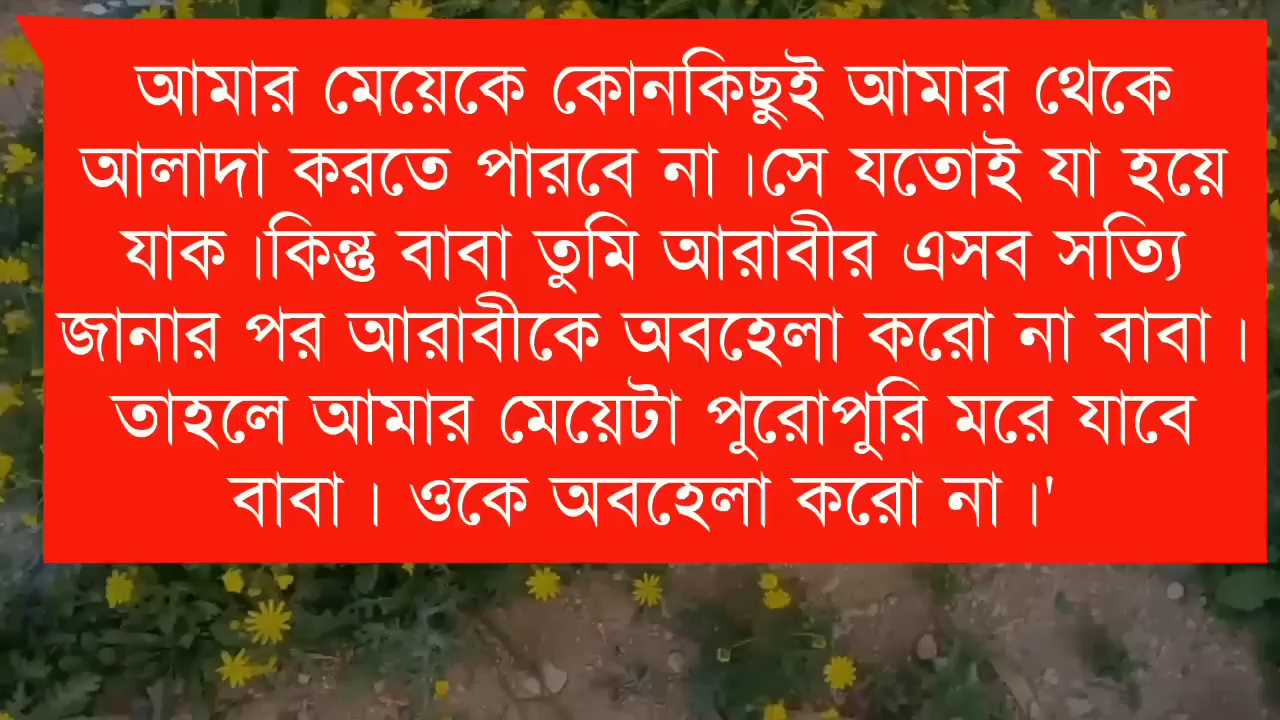 আমার মেয়েকে কোনকিছুই আমার থেকে
আলাদা করতে পারবে না।সে যতোই যা হয়ে
যাক।কিন্তু বাবা তুমি আরাবীর এসব সত্যি
জানার পর আরাবীকে অবহেলা করো না বাবা।
তাহলে আমার মেয়েটা পুরোপুরি মরে যাবে
বাবা। ওকে অবহেলা করো না।'